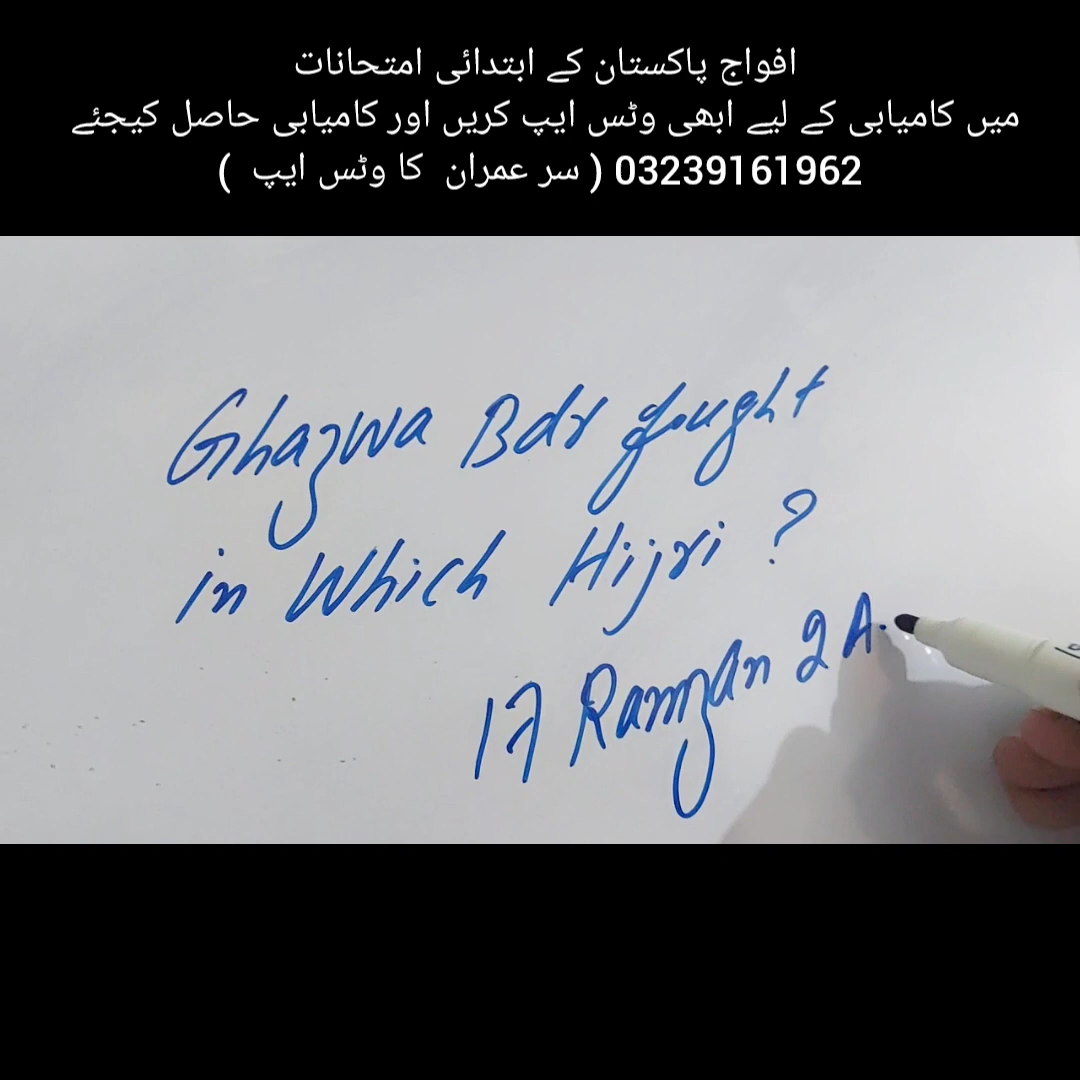 افواج پاکستان کے ابتدائی امتحانات
میں کامیابی کے لیے ابھی وٹس ایپ کریں اور کامیابی حاصل کیجئے
03239161962 ( سر عمران کا وٹس ایپ )
Ghazwa Bdr fought
in Which Hijri ?
17 Ramzan 2 A.